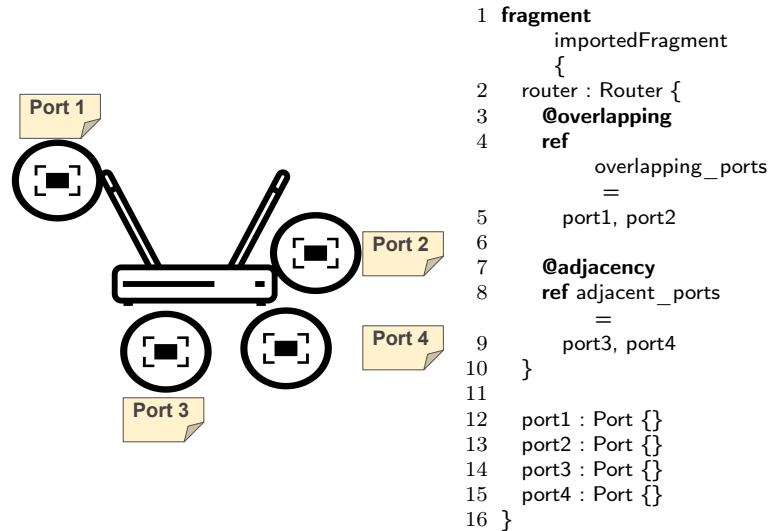 Port 1
Port 2
Port 4
Port 3
1 fragment
importedFragment
{
2 router : Router {
3 @overlapping
4 ref
overlapping_ports
=
5 port1, port2
6
7 @adjacency
8 ref adjacent_ports
=
9 port3, port4
10 }
11
12 port1 : Port {}
13 port2 : Port {}
14 port3 : Port {}
15 port4 : Port {}
16 }